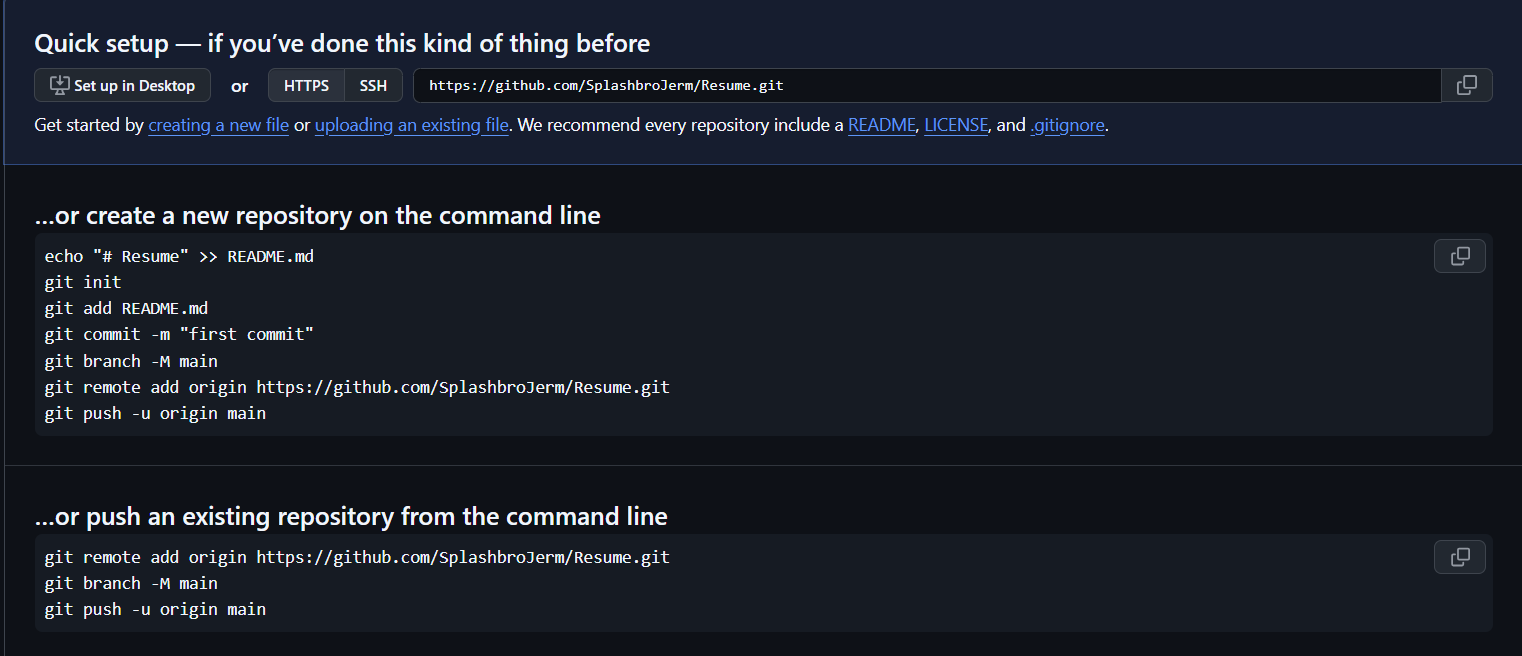 Quick setup — if you’ve done this kind of thing before
Set up in Desktop or HTTPS SSH https://github.com/SplashbroJerm/Resume.git
Get started by creating a new file or uploading an existing file. We recommend every repository include a README, LICENSE, and .gitignore.
…or create a new repository on the command line
echo "# Resume" >> README.md
git init
git add README.md
git commit -m "first commit"
git branch -M main
git remote add origin https://github.com/SplashbroJerm/Resume.git
git push -u origin main
…or push an existing repository from the command line
git remote add origin https://github.com/SplashbroJerm/Resume.git
git branch -M main
git push -u origin main